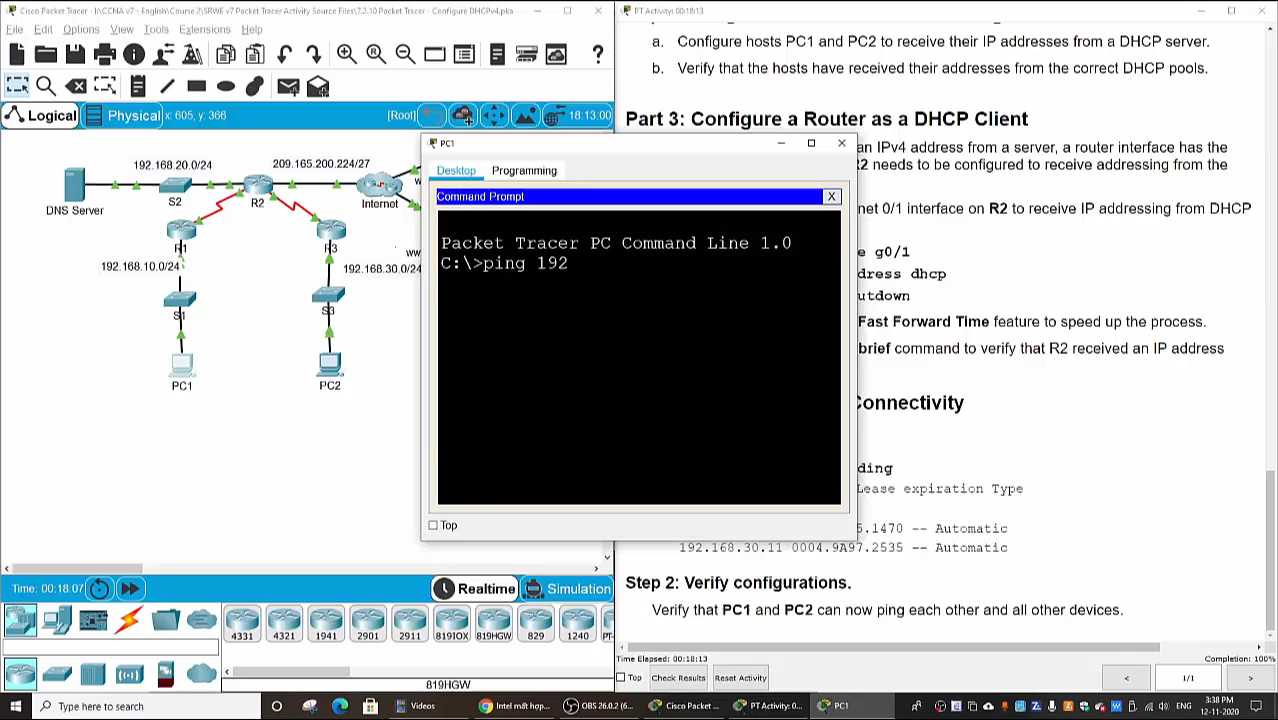 Cisco Packet Tracer - I:\CCNA v7 - English\Course 2\SRWE v7 Packet Tracer Activity Source Files\7.2.10 Packet Tracer - Configure DHCPv4.pka
File Edit Options View Tools Extensions Help
Logical Physical x: 605, y: 366 [Root] 18:13:00
192.168.20.0/24
209.165.200.224/27
DNS Server
S2
R2
Internet
w
R1
R3
ww
192.168.10.0/24
192.168.30.0/24
S1
S3
PC1
PC2
PC1
Desktop Programming
Command Prompt X
Packet Tracer PC Command Line 1.0
C:\>ping 192
Top
Time: 00:18:07 Realtime Simulation
4331 4321 1941 2901 2911 819IOX 819HGW 829 1240 PT-
819HGW
PT Activity: 00:18:13
a. Configure hosts PC1 and PC2 to receive their IP addresses from a DHCP server.
b. Verify that the hosts have received their addresses from the correct DHCP pools.
Part 3: Configure a Router as a DHCP Client
an IPv4 address from a server, a router interface has the
R2 needs to be configured to receive addressing from the
net 0/1 interface on R2 to receive IP addressing from DHCP
e g0/1
dress dhcp
utdown
Fast Forward Time feature to speed up the process.
brief command to verify that R2 received an IP address
Connectivity
ding
Lease expiration Type
5.1470 -- Automatic
192.168.30.11 0004.9A97.2535 -- Automatic
Step 2: Verify configurations.
Verify that PC1 and PC2 can now ping each other and all other devices.
Time Elapsed: 00:18:13 Completion: 100%
Top Check Results Reset Activity < 1/1 >
Type here to search
Videos
Intel mất họp...
OBS 26.0.2 (6...
Cisco Packet ...
PT Activity: 0...
PC1
ENG
3:38 PM
12-11-2020